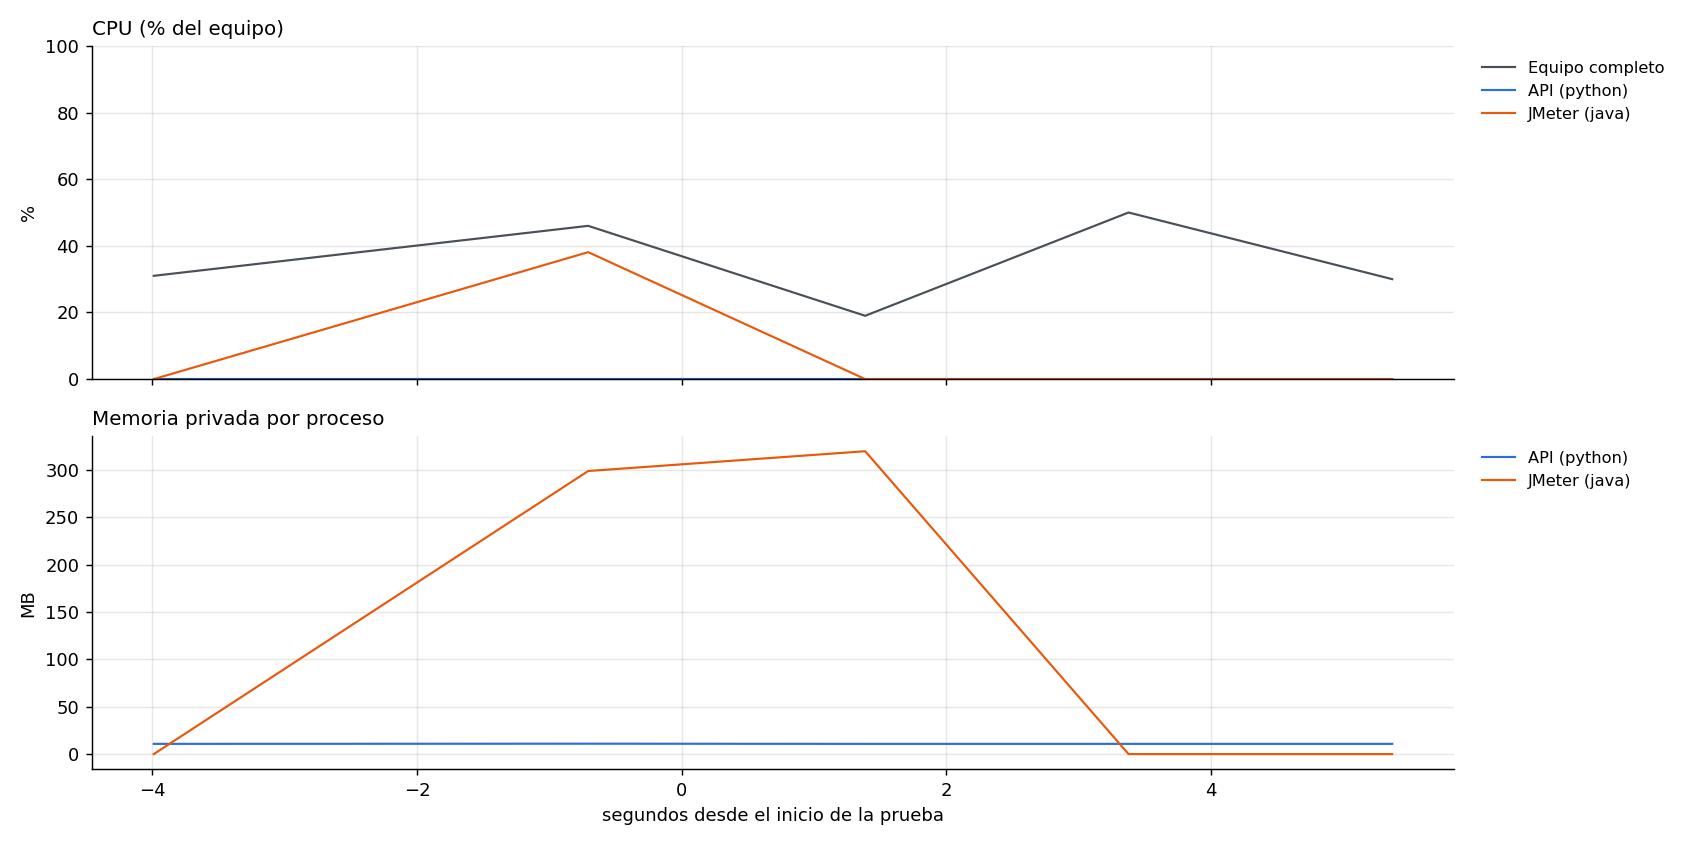 CPU (% del equipo)
100
80
60
40
20
0
%
Equipo completo
API (python)
JMeter (java)
Memoria privada por proceso
300
250
200
150
100
50
0
MB
API (python)
JMeter (java)
−4 −2 0 2 4
segundos desde el inicio de la prueba